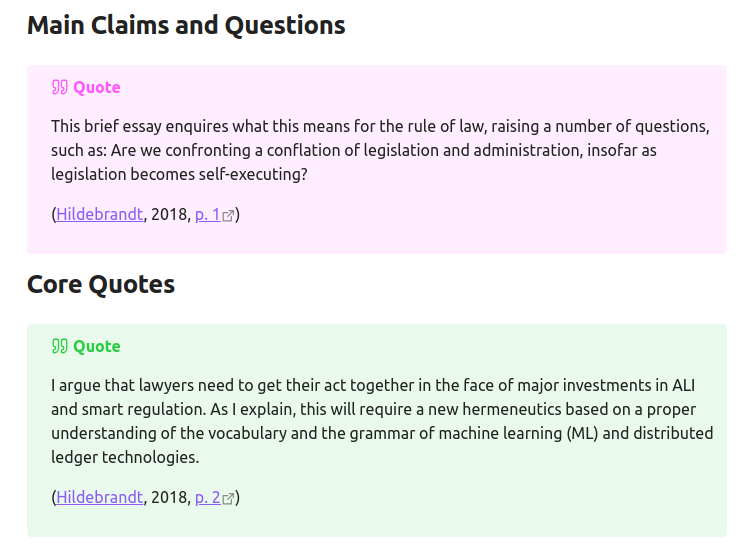 Main Claims and Questions
Quote
This brief essay enquires what this means for the rule of law, raising a number of questions,
such as: Are we confronting a conflation of legislation and administration, insofar as
legislation becomes self-executing?
(Hildebrandt, 2018, p. 1)
Core Quotes
Quote
I argue that lawyers need to get their act together in the face of major investments in ALI
and smart regulation. As I explain, this will require a new hermeneutics based on a proper
understanding of the vocabulary and the grammar of machine learning (ML) and distributed
ledger technologies.
(Hildebrandt, 2018, p. 2)